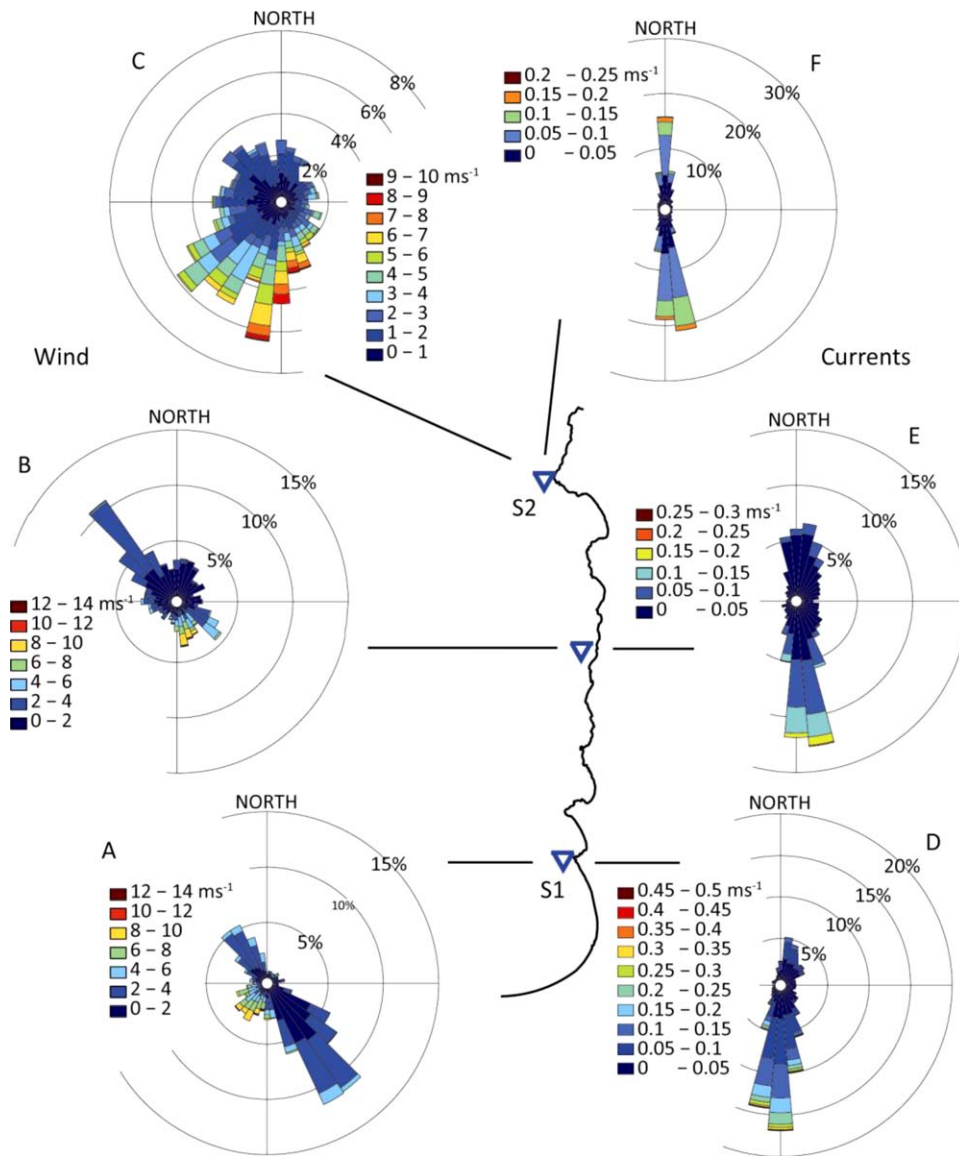 NORTH
C
8%
6%
4%
2%
9 – 10 ms⁻¹
8 – 9
7 – 8
6 – 7
5 – 6
4 – 5
3 – 4
2 – 3
1 – 2
0 – 1
NORTH
F
0.2 – 0.25 ms⁻¹
0.15 – 0.2
0.1 – 0.15
0.05 – 0.1
0 – 0.05
30%
20%
10%
Wind
Currents
NORTH
B
15%
10%
5%
12 – 14 ms⁻¹
10 – 12
8 – 10
6 – 8
4 – 6
2 – 4
0 – 2
S2
NORTH
E
15%
10%
5%
0.25 – 0.3 ms⁻¹
0.2 – 0.25
0.15 – 0.2
0.1 – 0.15
0.05 – 0.1
0 – 0.05
NORTH
A
15%
10%
5%
12 – 14 ms⁻¹
10 – 12
8 – 10
6 – 8
4 – 6
2 – 4
0 – 2
S1
NORTH
D
20%
15%
10%
5%
0.45 – 0.5 ms⁻¹
0.4 – 0.45
0.35 – 0.4
0.3 – 0.35
0.25 – 0.3
0.2 – 0.25
0.15 – 0.2
0.1 – 0.15
0.05 – 0.1
0 – 0.05